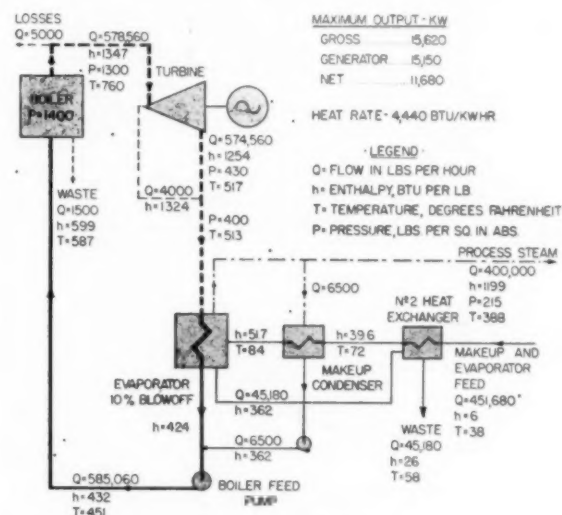 LOSSES
Q=5000
Q=578,560
h=1347
P=1300
T=760
BOILER
P=1400
TURBINE
WASTE
Q=1500
h=599
T=587
Q=4000
h=1324
Q=574,560
h=1254
P=430
T=517
P=400
T=513
MAXIMUM OUTPUT - KW
GROSS 15,620
GENERATOR 15,150
NET 11,680
HEAT RATE - 4,440 BTU/KWHR
- LEGEND -
Q= FLOW IN LBS PER HOUR
h= ENTHALPY, BTU PER LB.
T= TEMPERATURE, DEGREES FAHRENHEIT
P= PRESSURE, LBS PER SQ. IN ABS.
PROCESS STEAM
Q=400,000
h=1199
P=215
T=388
Q=6500
Nº2 HEAT
EXCHANGER
h=51.7
T=84
h=39.6
T=72
MAKEUP
CONDENSER
MAKEUP AND
EVAPORATOR
FEED
Q=451,680
h=6
T=38
EVAPORATOR
10% BLOWOFF
Q=45,180
h=362
WASTE
Q=45,180
h=26
T=58
h=424
Q=6500
h=362
Q=585,060
h=432
T=451
BOILER FEED
PUMP